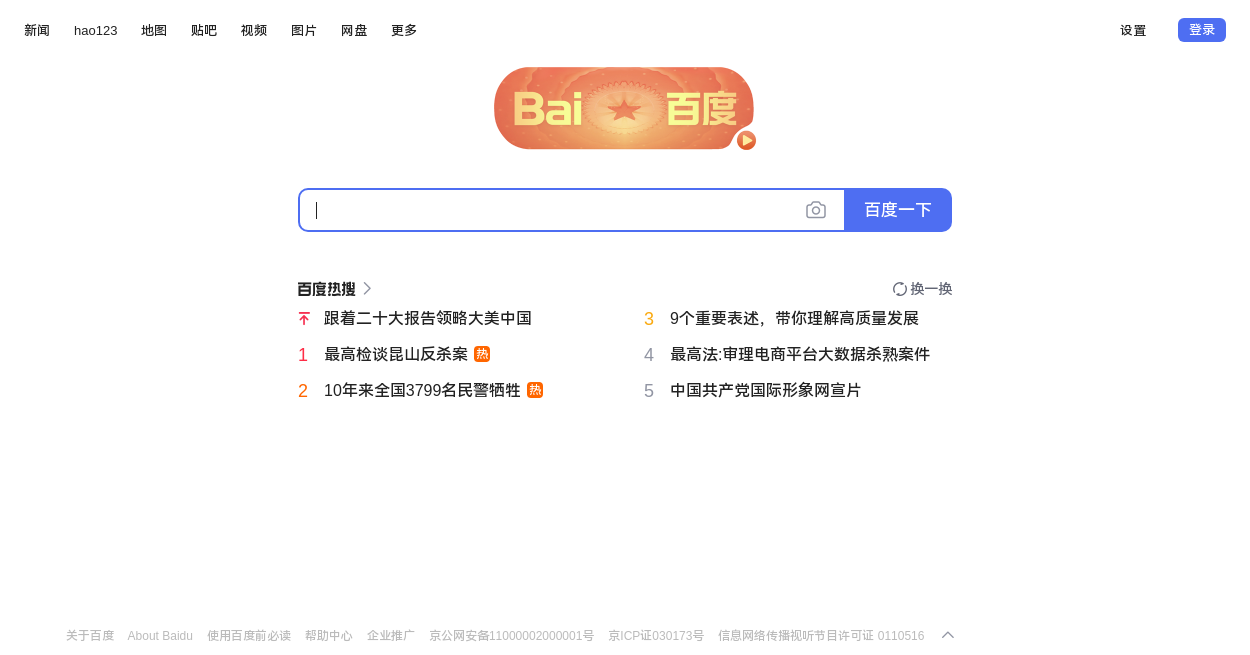 新闻 hao123 地图 贴吧 视频 图片 网盘 更多 设置 登录
Bai 百度
百度一下
百度热搜 换一换
跟着二十大报告领略大美中国
3 9个重要表述，带你理解高质量发展
1 最高检谈昆山反杀案 热
4 最高法:审理电商平台大数据杀熟案件
2 10年来全国3799名民警牺牲 热
5 中国共产党国际形象网宣片
关于百度 About Baidu 使用百度前必读 帮助中心 企业推广 京公网安备11000002000001号 京ICP证030173号 信息网络传播视听节目许可证 0110516